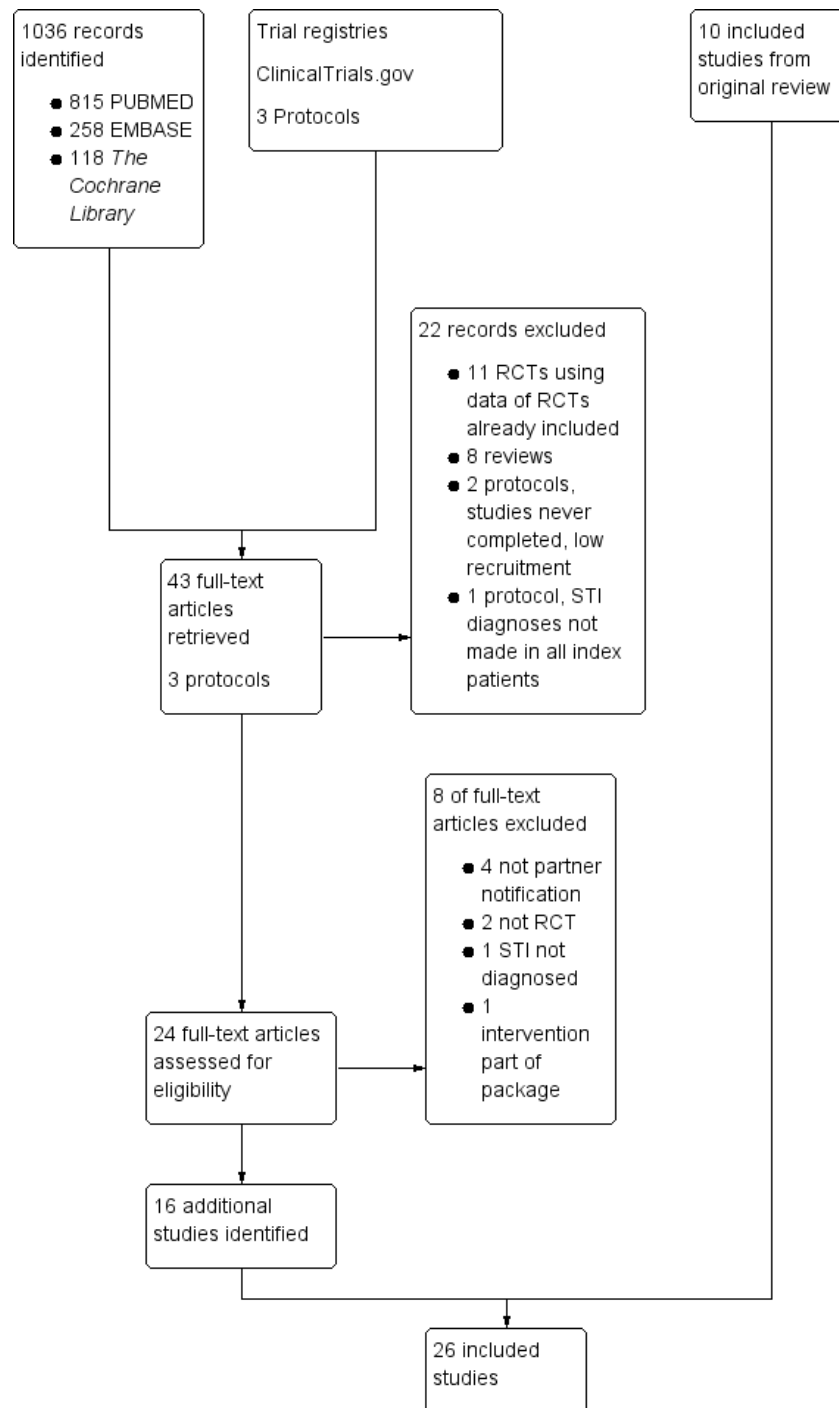 1036 records
identified
● 815 PUBMED
● 258 EMBASE
● 118 The
Cochrane
Library
Trial registries
ClinicalTrials.gov
3 Protocols
10 included
studies from
original review
22 records excluded
● 11 RCTs using
data of RCTs
already included
● 8 reviews
● 2 protocols,
studies never
completed, low
recruitment
● 1 protocol, STI
diagnoses not
made in all index
patients
43 full-text
articles
retrieved
3 protocols
8 of full-text
articles excluded
● 4 not partner
notification
● 2 not RCT
● 1 STI not
diagnosed
● 1
intervention
part of
package
24 full-text articles
assessed for
eligibility
16 additional
studies identified
26 included
studies